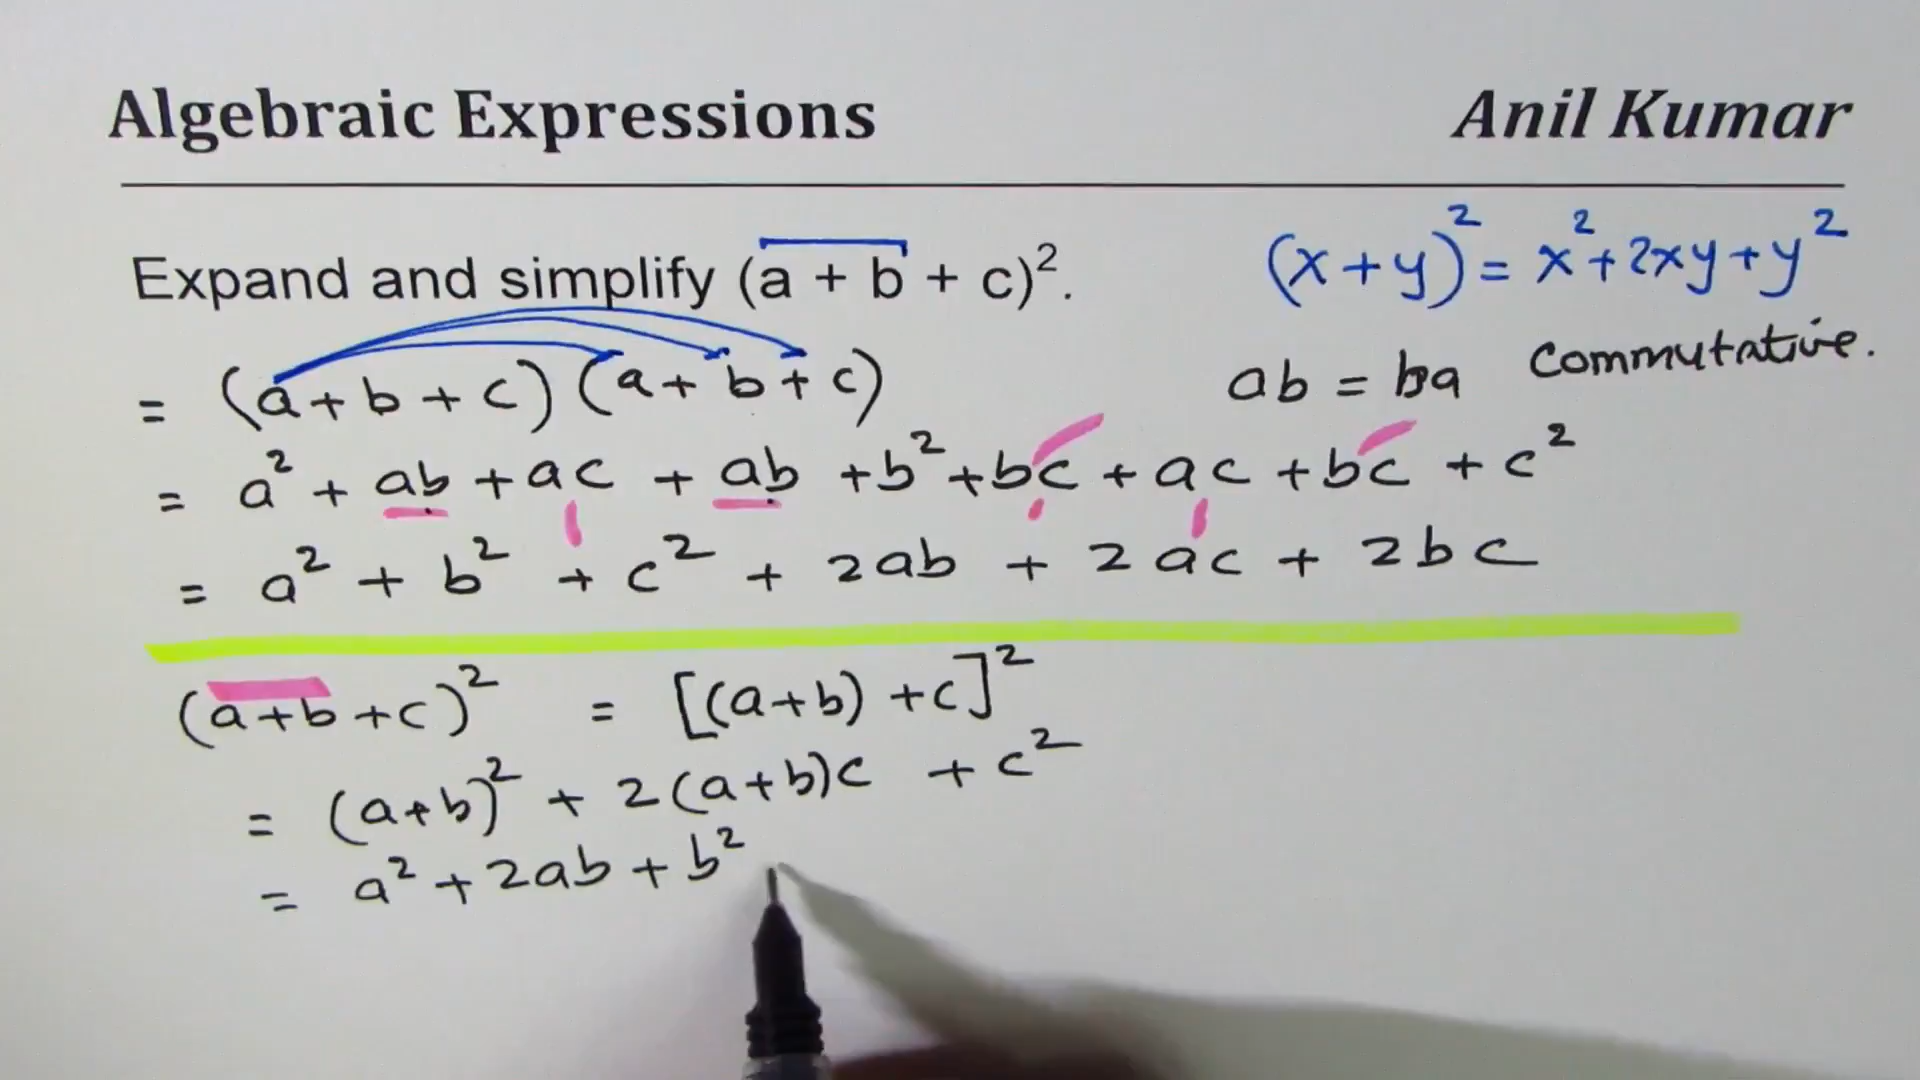 Algebraic Expressions
Anil Kumar
Expand and simplify (a + b + c)².
(x+y)² = x²+2xy+y²
= (a+b+c)(a+b+c)
ab = ba Commutative.
= a² + ab + ac + ab + b² + bc + ac + bc + c²
= a² + b² + c² + 2ab + 2ac + 2bc
(a+b+c)² = [(a+b)+c]²
= (a+b)² + 2(a+b)c + c²
= a² + 2ab + b²